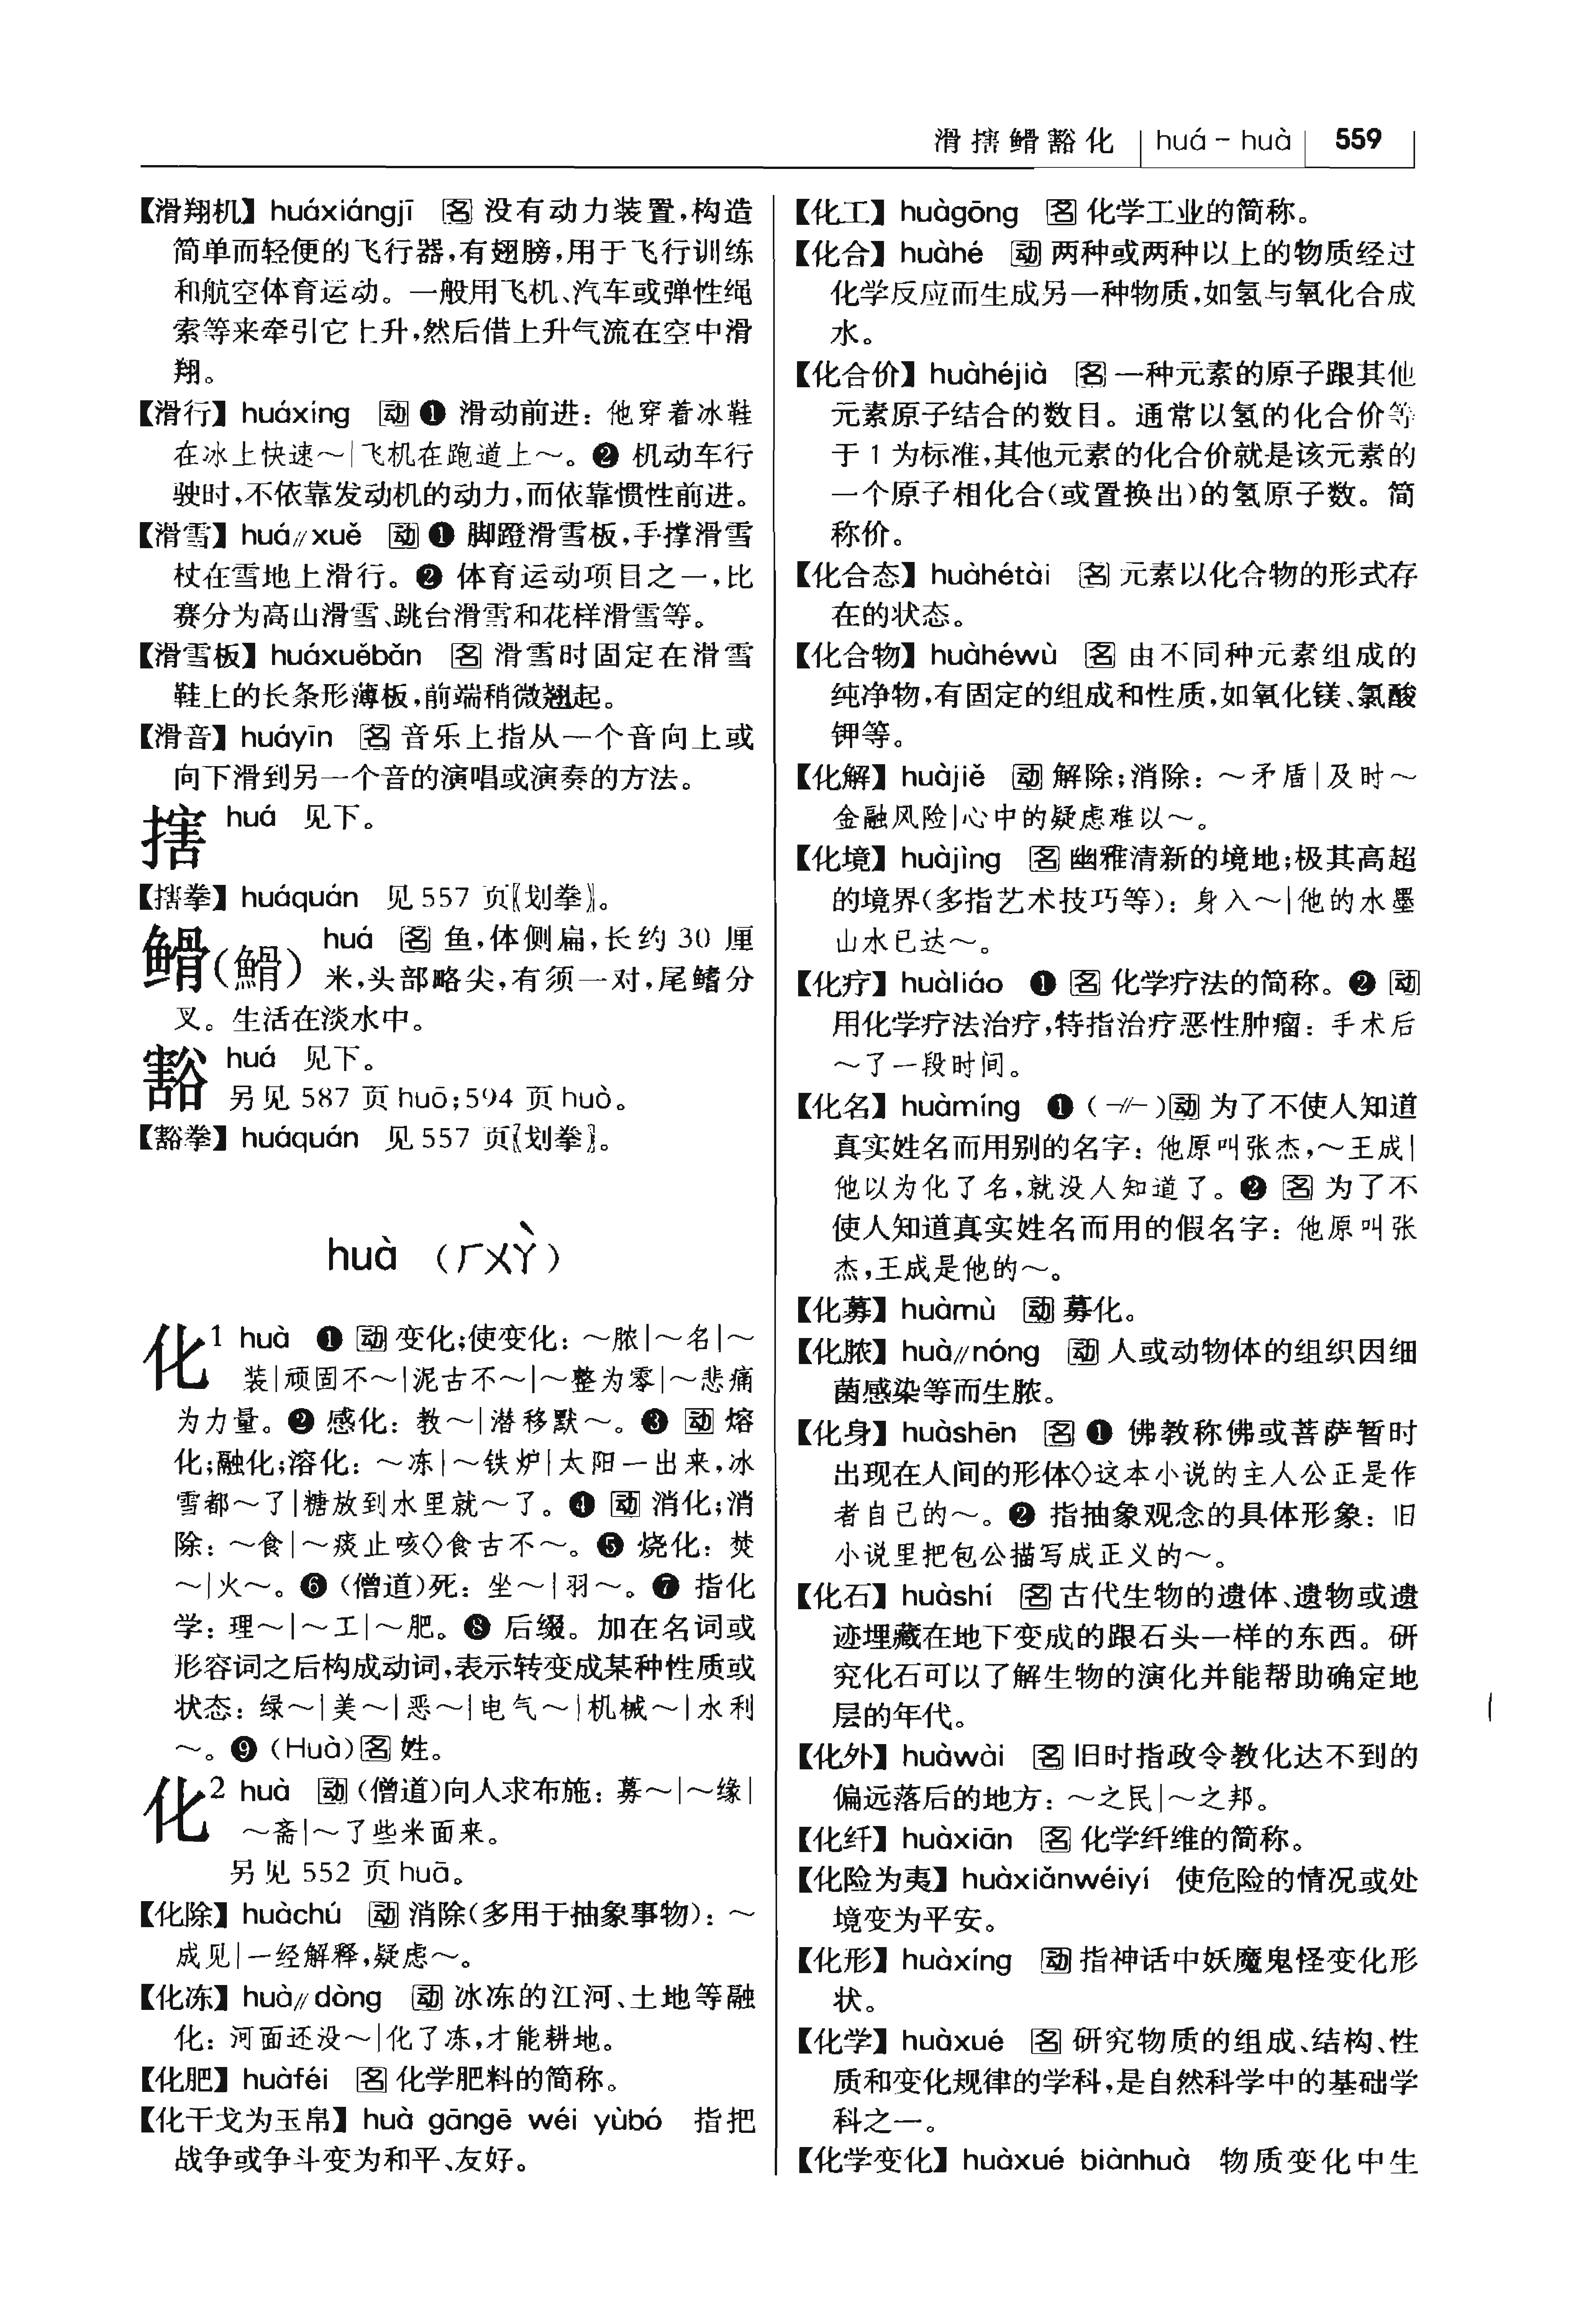 滑搳鳚豁化 | huá – huà | 559
【滑翔机】 huáxiángjī 名 没有动力装置,构造
简单而轻便的飞行器,有翅膀,用于飞行训练
和航空体育运动。一般用飞机、汽车或弹性绳
索等来牵引它上升,然后借上升气流在空中滑
翔。
【滑行】 huáxíng 动 ❶ 滑动前进:他穿着冰鞋
在冰上快速~|飞机在跑道上~。❷ 机动车行
驶时,不依靠发动机的动力,而依靠惯性前进。
【滑雪】 huá//xuě 动 ❶ 脚蹬滑雪板,手撑滑雪
杖在雪地上滑行。❷ 体育运动项目之一,比
赛分为高山滑雪、跳台滑雪和花样滑雪等。
【滑雪板】 huáxuěbǎn 名 滑雪时固定在滑雪
鞋上的长条形薄板,前端稍微翘起。
【滑音】 huáyīn 名 音乐上指从一个音向上或
向下滑到另一个音的演唱或演奏的方法。
搳 huá 见下。
【搳拳】 huáquán 见 557 页〖划拳〗。
(䱻) huá 名 鱼,体侧扁,长约 30 厘
米,头部略尖,有须一对,尾鳍分
叉。生活在淡水中。
豁 huá 见下。
另见 587 页 huō;594 页 huò。
【豁拳】 huáquán 见 557 页〖划拳〗。
huà (ㄏㄨㄚˋ)
化1 huà ❶ 动 变化;使变化:~脓|~名|~
装|顽固不~|泥古不~|~整为零|~悲痛
为力量。❷ 感化:教~|潜移默~。❸ 动 熔
化;融化;溶化:~冻|~铁炉|太阳一出来,冰
雪都~了|糖放到水里就~了。❹ 动 消化;消
除:~食|~痰止咳◇食古不~。❺ 烧化:焚
~|火~。❻ (僧道)死:坐~|羽~。❼ 指化
学:理~|~工|~肥。❽ 后缀。加在名词或
形容词之后构成动词,表示转变成某种性质或
状态:绿~|美~|恶~|电气~|机械~|水利
~。❾ (Huà) 名 姓。
化2 huà 动 (僧道)向人求布施:募~|~缘|
~斋|~了些米面来。
另见 552 页 huā。
【化除】 huàchú 动 消除(多用于抽象事物):~
成见|一经解释,疑虑~。
【化冻】 huà//dòng 动 冰冻的江河、土地等融
化:河面还没~|化了冻,才能耕地。
【化肥】 huàféi 名 化学肥料的简称。
【化干戈为玉帛】 huà gāngē wéi yùbó 指把
战争或争斗变为和平、友好。
【化工】 huàgōng 名 化学工业的简称。
【化合】 huàhé 动 两种或两种以上的物质经过
化学反应而生成另一种物质,如氢与氧化合成
水。
【化合价】 huàhéjià 名 一种元素的原子跟其他
元素原子结合的数目。通常以氢的化合价等
于 1 为标准,其他元素的化合价就是该元素的
一个原子相化合(或置换出)的氢原子数。简
称价。
【化合态】 huàhétài 名 元素以化合物的形式存
在的状态。
【化合物】 huàhéwù 名 由不同种元素组成的
纯净物,有固定的组成和性质,如氧化镁、氯酸
钾等。
【化解】 huàjiě 动 解除;消除:~矛盾|及时~
金融风险|心中的疑虑难以~。
【化境】 huàjìng 名 幽雅清新的境地;极其高超
的境界(多指艺术技巧等):身入~|他的水墨
山水已达~。
【化疗】 huàliáo ❶ 名 化学疗法的简称。❷ 动
用化学疗法治疗,特指治疗恶性肿瘤:手术后
~了一段时间。
【化名】 huàmíng ❶ (-//-) 动 为了不使人知道
真实姓名而用别的名字:他原叫张杰,~王成|
他以为化了名,就没人知道了。❷ 名 为了不
使人知道真实姓名而用的假名字:他原叫张
杰,王成是他的~。
【化募】 huàmù 动 募化。
【化脓】 huà//nóng 动 人或动物体的组织因细
菌感染等而生脓。
【化身】 huàshēn 名 ❶ 佛教称佛或菩萨暂时
出现在人间的形体◇这本小说的主人公正是作
者自己的~。❷ 指抽象观念的具体形象:旧
小说里把包公描写成正义的~。
【化石】 huàshí 名 古代生物的遗体、遗物或遗
迹埋藏在地下变成的跟石头一样的东西。研
究化石可以了解生物的演化并能帮助确定地
层的年代。
【化外】 huàwài 名 旧时指政令教化达不到的
偏远落后的地方:~之民|~之邦。
【化纤】 huàxiān 名 化学纤维的简称。
【化险为夷】 huàxiǎnwéiyí 使危险的情况或处
境变为平安。
【化形】 huàxíng 动 指神话中妖魔鬼怪变化形
状。
【化学】 huàxué 名 研究物质的组成、结构、性
质和变化规律的学科,是自然科学中的基础学
科之一。
【化学变化】 huàxué biànhuà 物质变化中生